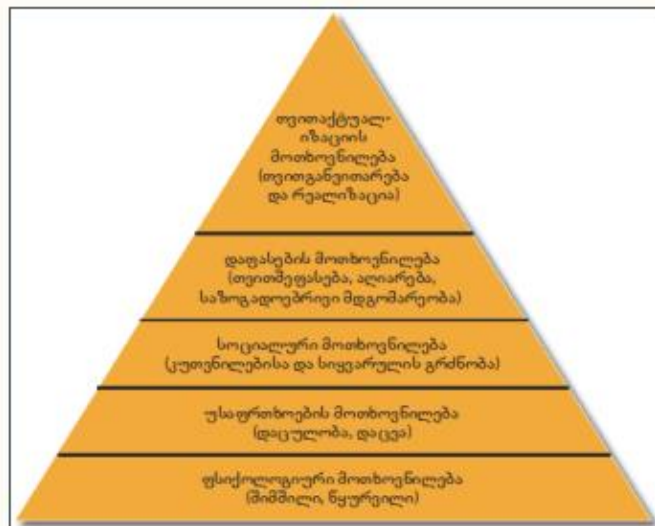 თვითაქტუალ-
იზაციის
მოთხოვნილება
(თვითგანვითარება
და რეალიზაცია)
დაფასების მოთხოვნილება
(თვითშეფასება, აღიარება,
საზოგადოებრივი მდგომარეობა)
სოციალური მოთხოვნილება
(კუთვნილებისა და სიყვარულის გრძნობა)
უსაფრთხოების მოთხოვნილება
(დაცულობა, დაცვა)
ფსიქოლოგიური მოთხოვნილება
(შიმშილი, წყურვილი)